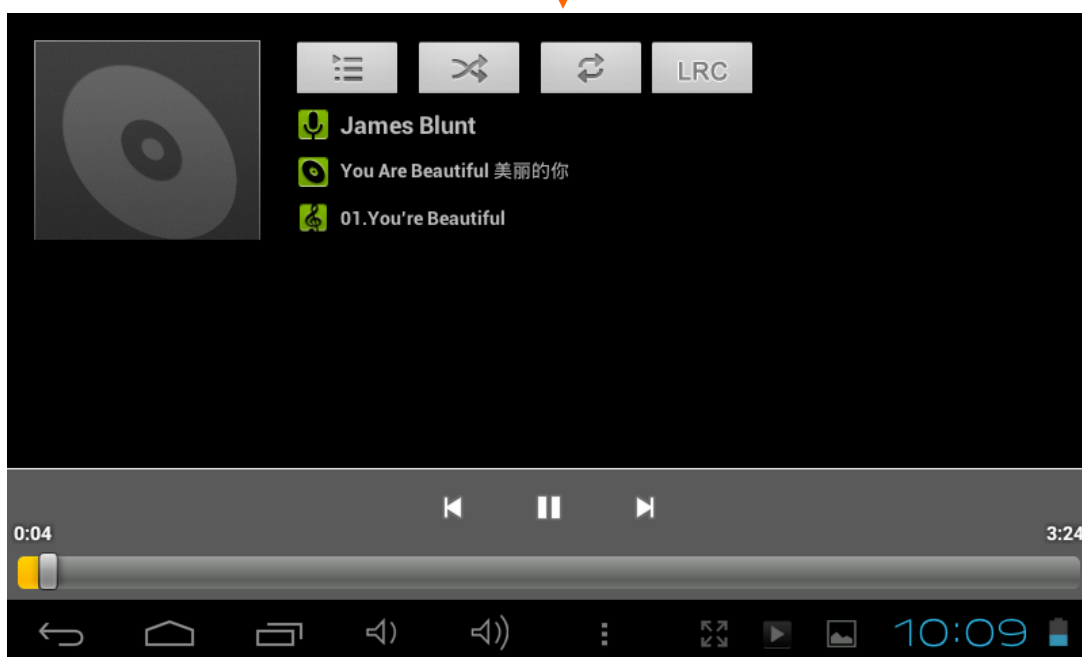 LRC
James Blunt
You Are Beautiful 美丽的你
01.You're Beautiful
0:04
3:24
10:09